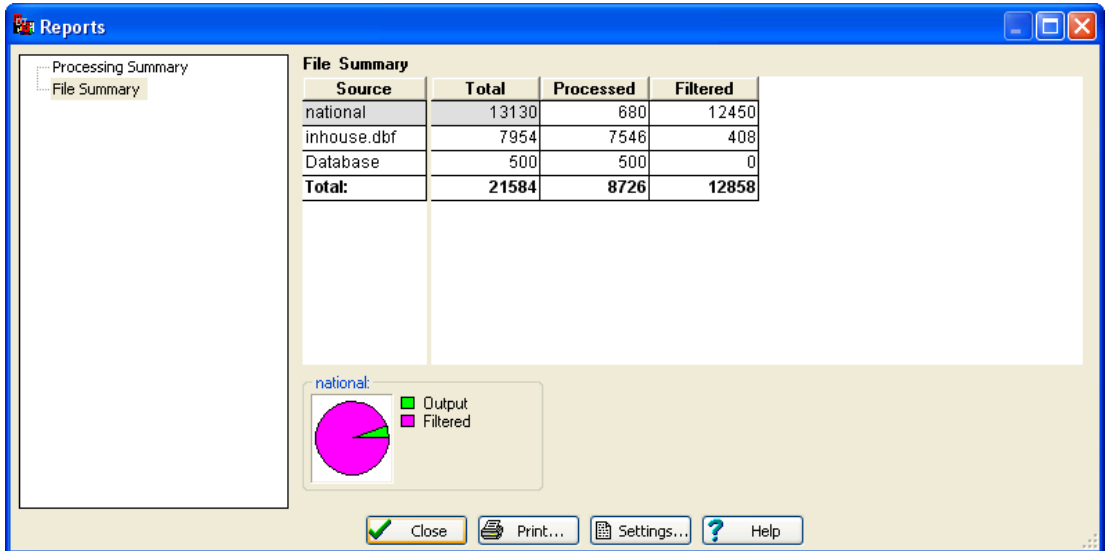 Reports
Processing Summary
File Summary
File Summary
Source Total Processed Filtered
national 13130 680 12450
inhouse.dbf 7954 7546 408
Database 500 500 0
Total: 21584 8726 12858
national:
Output
Filtered
Close Print... Settings... Help